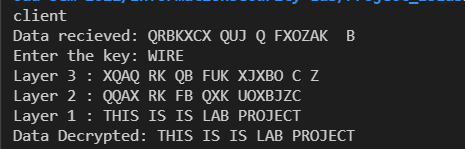 client
Data recieved: QRBKXCX QUJ Q FXOZAK  B
Enter the key: WIRE
Layer 3 : XQAQ RK QB FUK XJXBO C Z
Layer 2 : QQAX RK FB QXK UOXBJZC
Layer 1 : THIS IS IS LAB PROJECT
Data Decrypted: THIS IS IS LAB PROJECT